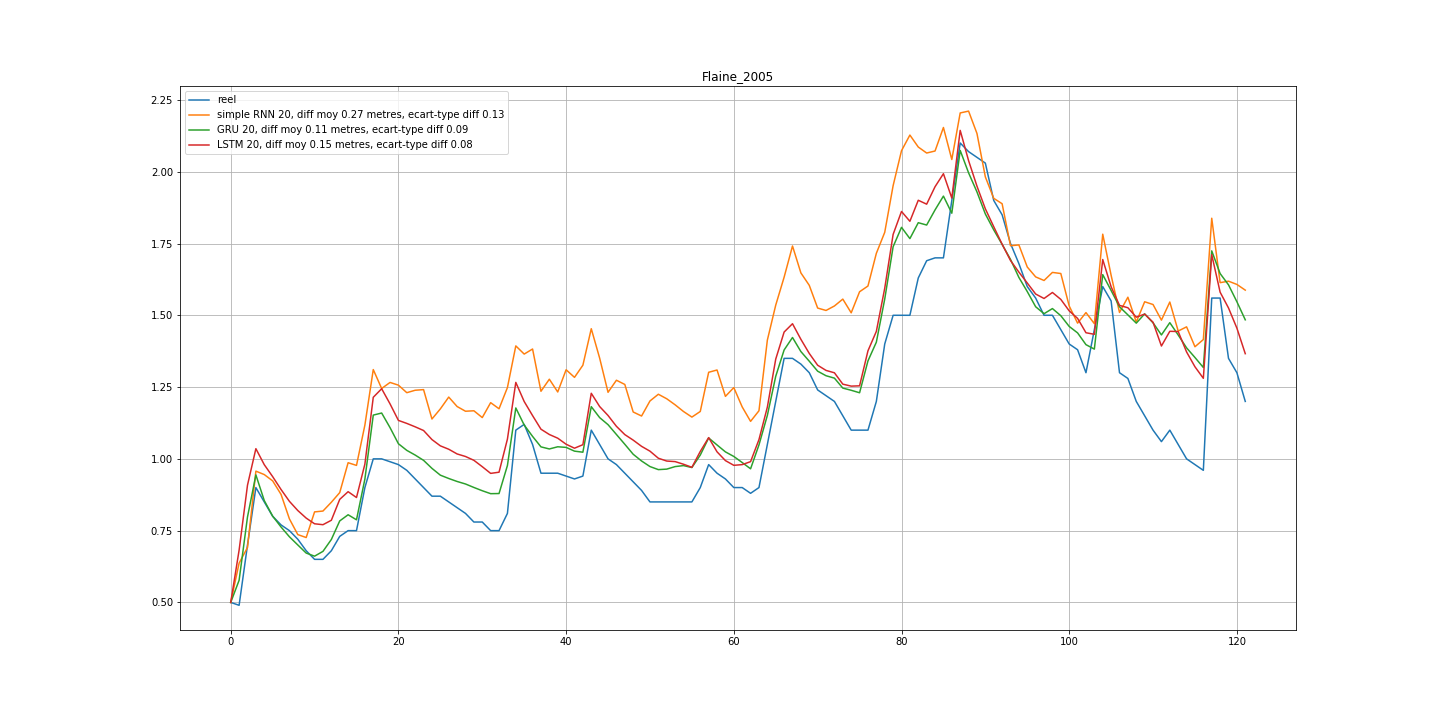 Flaine_2005
reel
simple RNN 20, diff moy 0.27 metres, ecart-type diff 0.13
GRU 20, diff moy 0.11 metres, ecart-type diff 0.09
LSTM 20, diff moy 0.15 metres, ecart-type diff 0.08
2.25
2.00
1.75
1.50
1.25
1.00
0.75
0.50
0 20 40 60 80 100 120